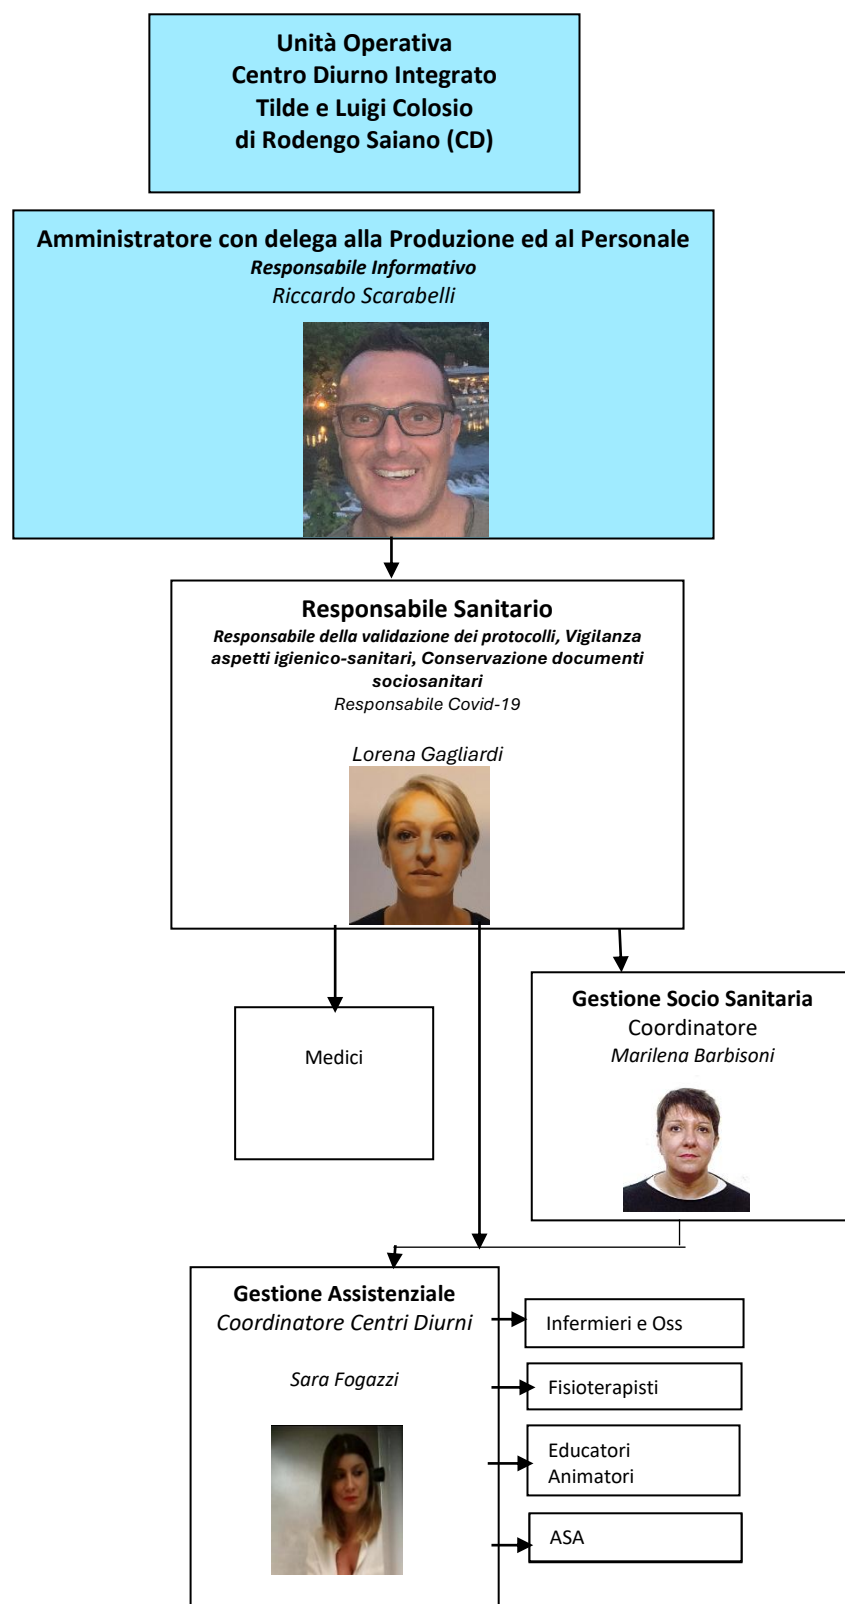 Unità Operativa
Centro Diurno Integrato
Tilde e Luigi Colosio
di Rodengo Saiano (CD)
Amministratore con delega alla Produzione ed al Personale
Responsabile Informativo
Riccardo Scarabelli
Responsabile Sanitario
Responsabile della validazione dei protocolli, Vigilanza
aspetti igienico-sanitari, Conservazione documenti
sociosanitari
Responsabile Covid-19
Lorena Gagliardi
Medici
Gestione Socio Sanitaria
Coordinatore
Marilena Barbisoni
Gestione Assistenziale
Coordinatore Centri Diurni
Sara Fogazzi
Infermieri e Oss
Fisioterapisti
Educatori
Animatori
ASA